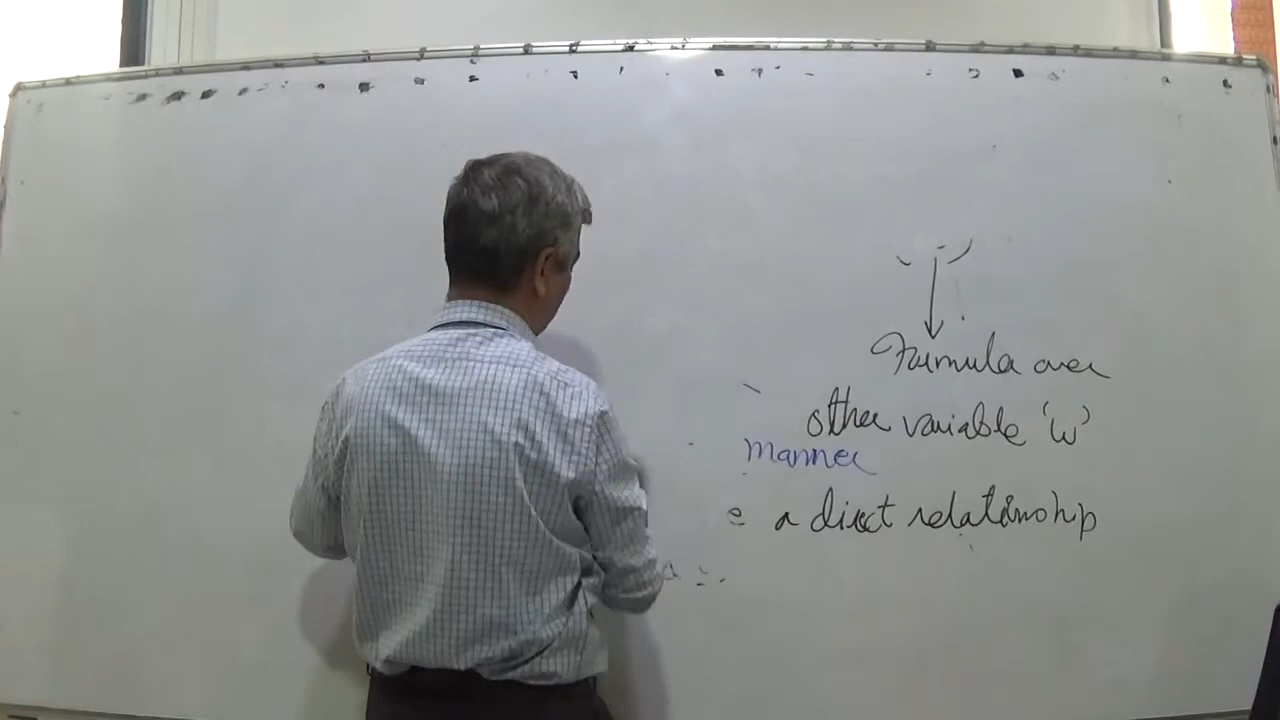 Formula over
other variable 'w'
manner
a direct relationship